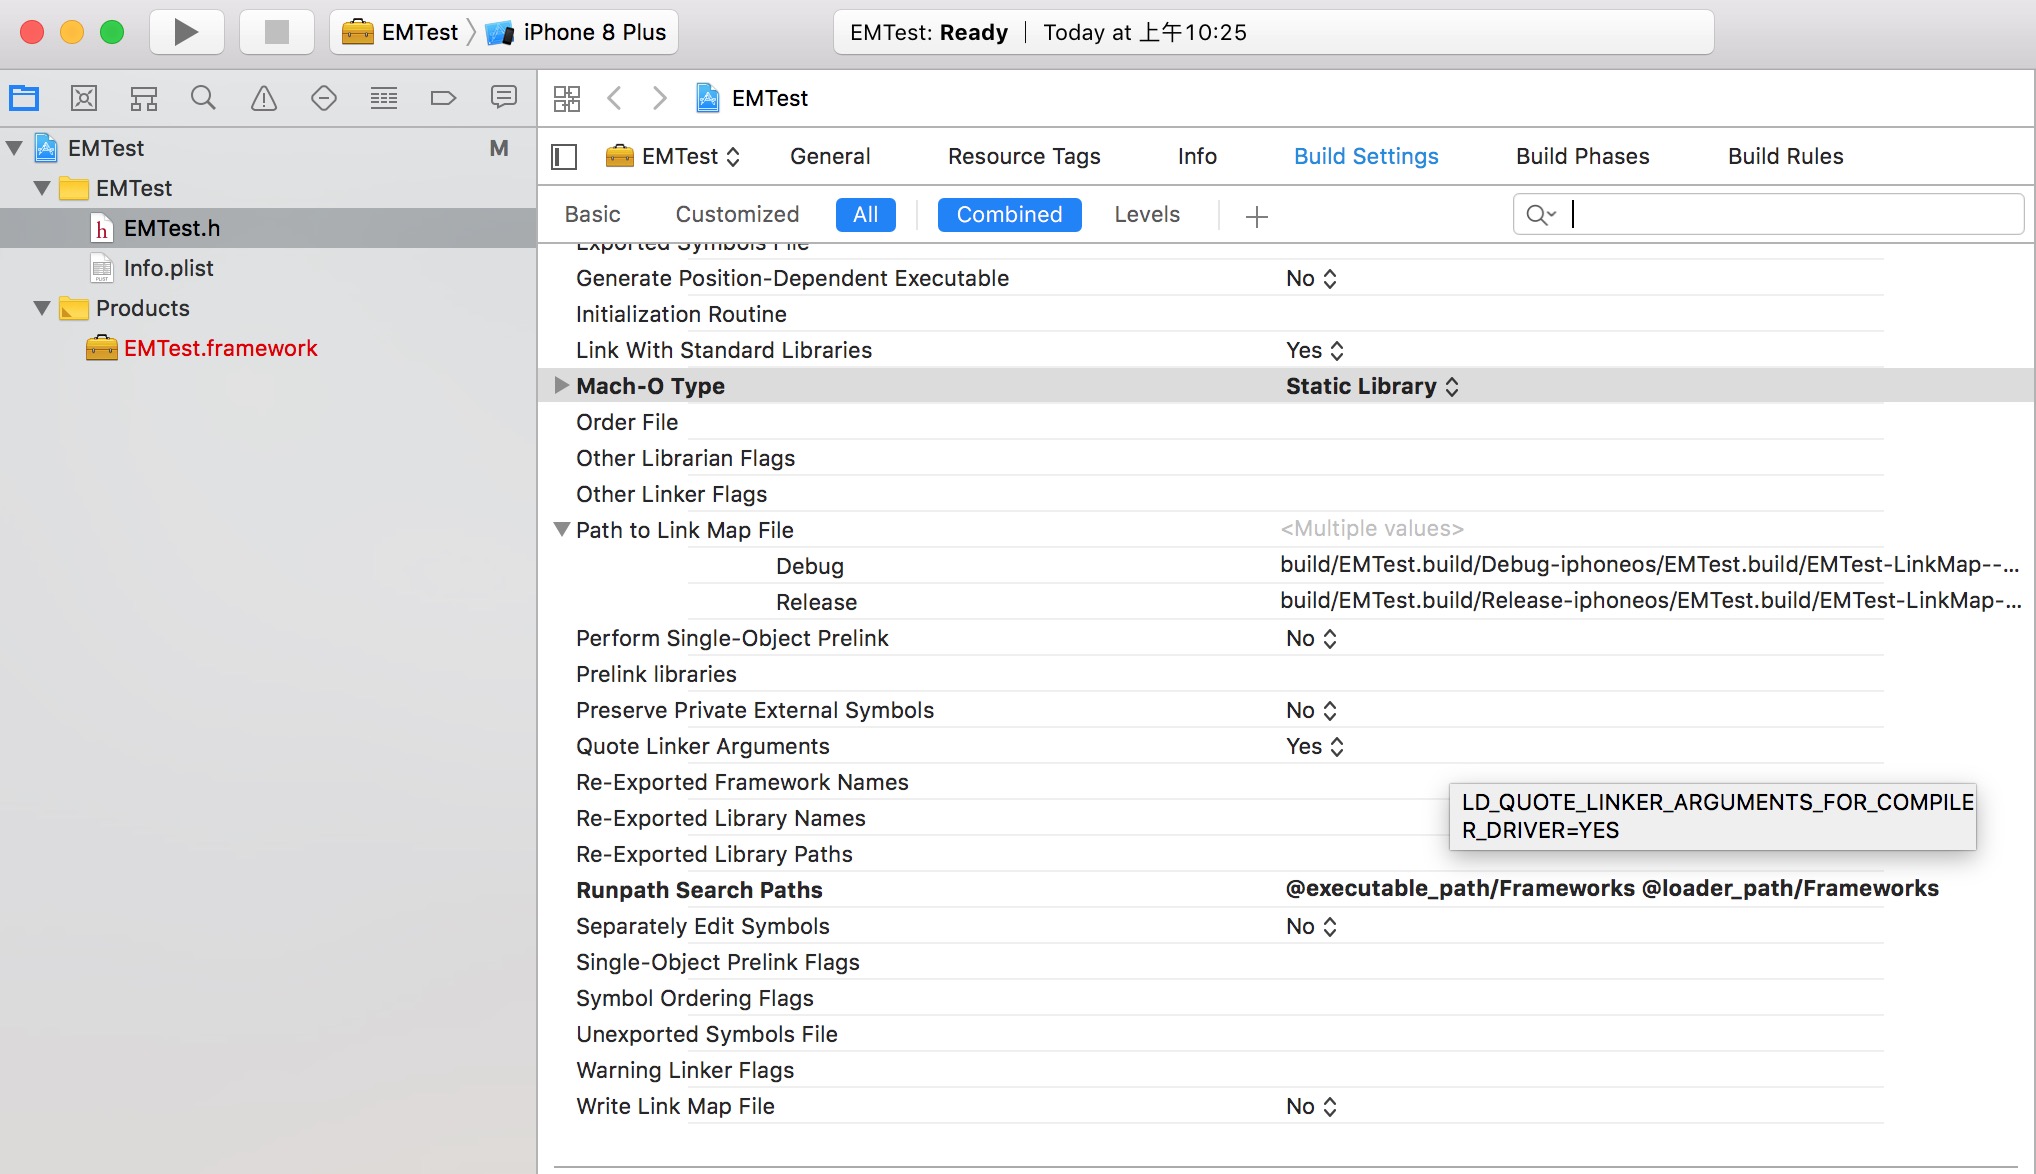 EMTest iPhone 8 Plus
EMTest: Ready Today at 上午10:25
EMTest
EMTest M
EMTest General Resource Tags Info Build Settings Build Phases Build Rules
EMTest
Basic Customized All Combined Levels
EMTest.h
Info.plist
Products
EMTest.framework
Exported Symbols File
Generate Position-Dependent Executable No
Initialization Routine
Link With Standard Libraries Yes
Mach-O Type Static Library
Order File
Other Librarian Flags
Other Linker Flags
Path to Link Map File <Multiple values>
Debug build/EMTest.build/Debug-iphoneos/EMTest.build/EMTest-LinkMap--...
Release build/EMTest.build/Release-iphoneos/EMTest.build/EMTest-LinkMap-...
Perform Single-Object Prelink No
Prelink libraries
Preserve Private External Symbols No
Quote Linker Arguments Yes
Re-Exported Framework Names
LD_QUOTE_LINKER_ARGUMENTS_FOR_COMPILE
R_DRIVER=YES
Re-Exported Library Names
Re-Exported Library Paths
Runpath Search Paths @executable_path/Frameworks @loader_path/Frameworks
Separately Edit Symbols No
Single-Object Prelink Flags
Symbol Ordering Flags
Unexported Symbols File
Warning Linker Flags
Write Link Map File No